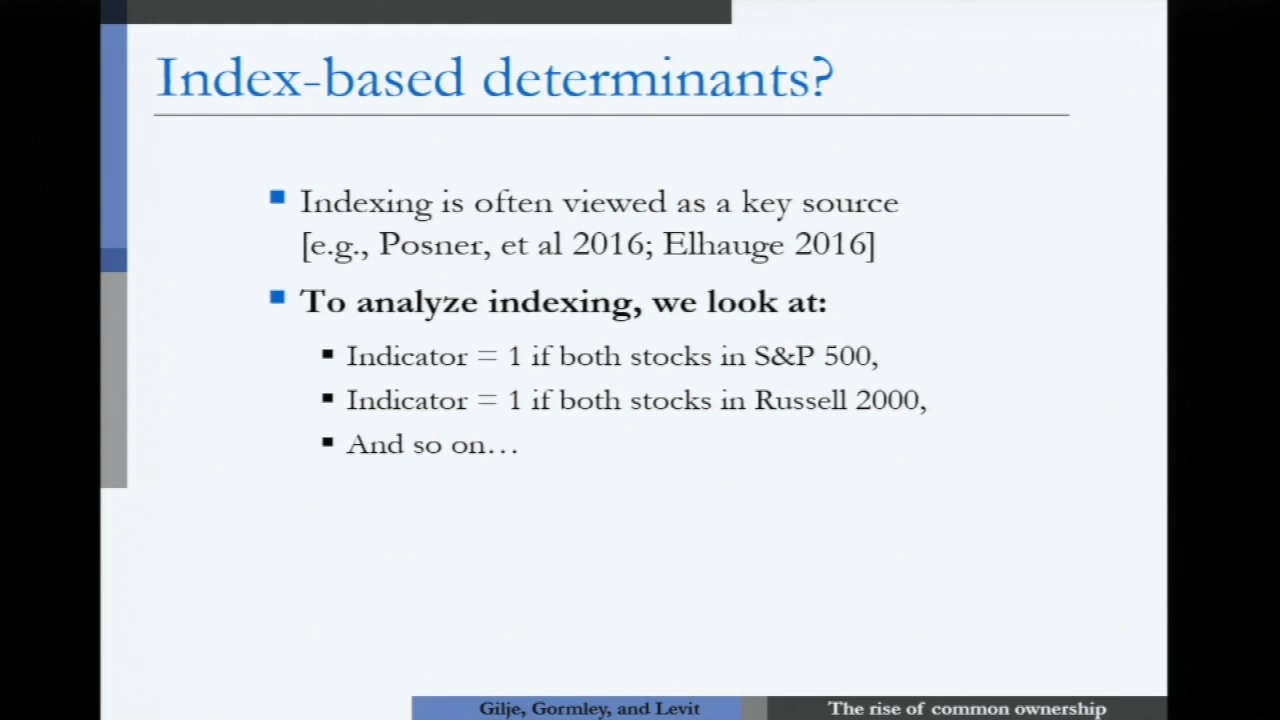 Index-based determinants?
Indexing is often viewed as a key source
[e.g., Posner, et al 2016; Elhauge 2016]
To analyze indexing, we look at:
Indicator = 1 if both stocks in S&P 500,
Indicator = 1 if both stocks in Russell 2000,
And so on…
Gilje, Gormley, and Levit
The rise of common ownership